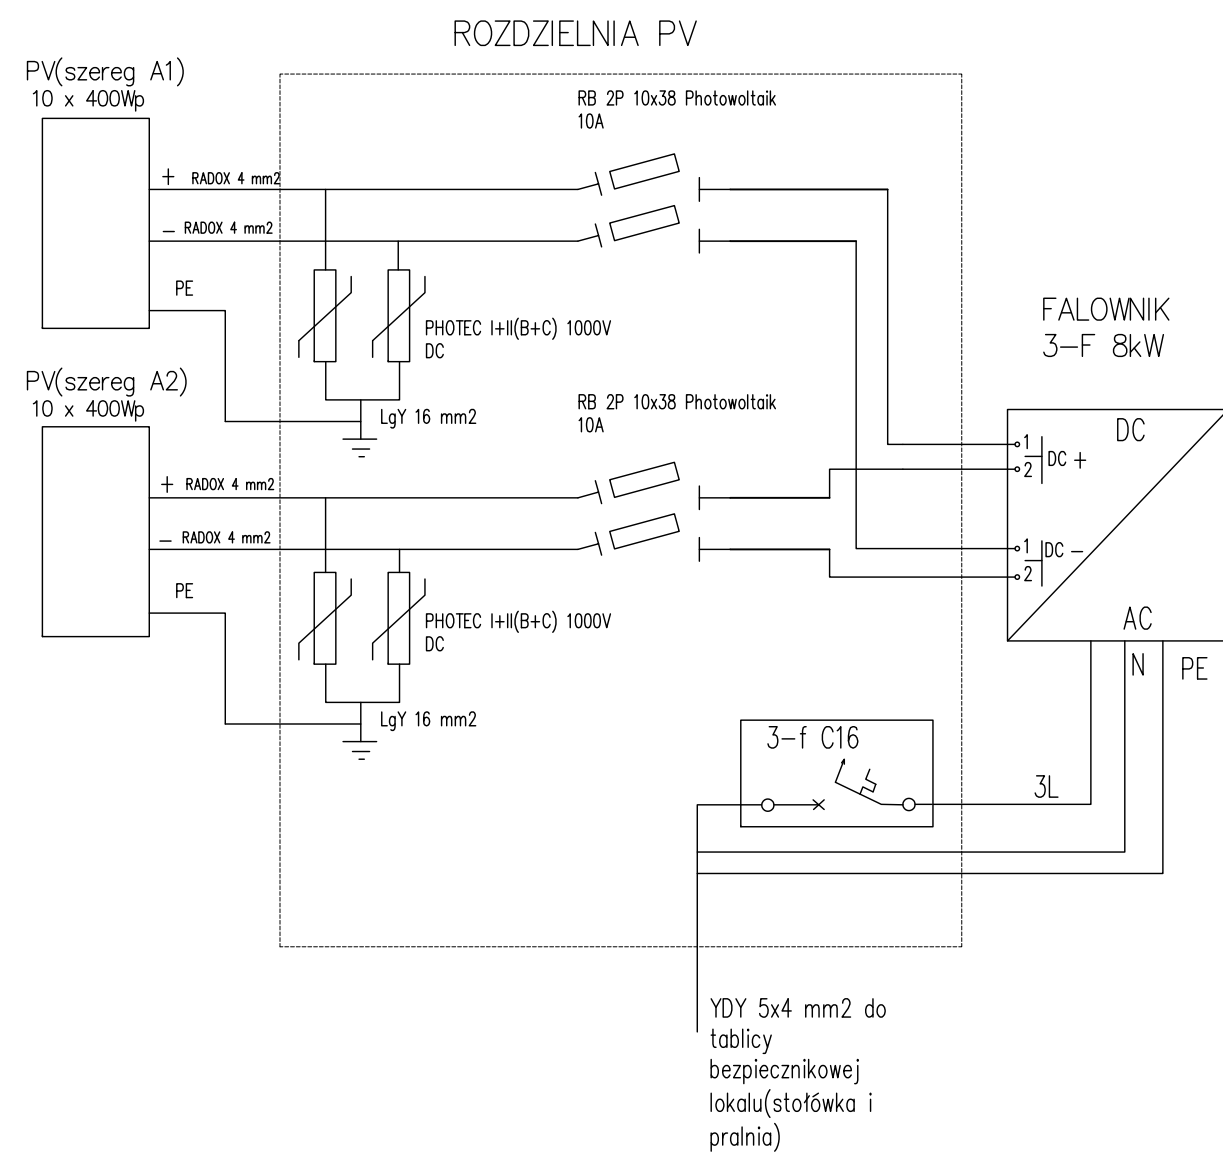 ROZDZIELNIA PV
PV(szereg A1)
10 x 400Wp
+ RADOX 4 mm2
– RADOX 4 mm2
PE
RB 2P 10x38 Photowoltaik
10A
PHOTEC I+II(B+C) 1000V
DC
LgY 16 mm2
PV(szereg A2)
10 x 400Wp
+ RADOX 4 mm2
– RADOX 4 mm2
PE
RB 2P 10x38 Photowoltaik
10A
PHOTEC I+II(B+C) 1000V
DC
LgY 16 mm2
FALOWNIK
3–F 8kW
DC
1
2
DC +
1
2
DC –
AC
N
PE
3–f C16
3L
YDY 5x4 mm2 do
tablicy
bezpiecznikowej
lokalu(stołówka i
pralnia)